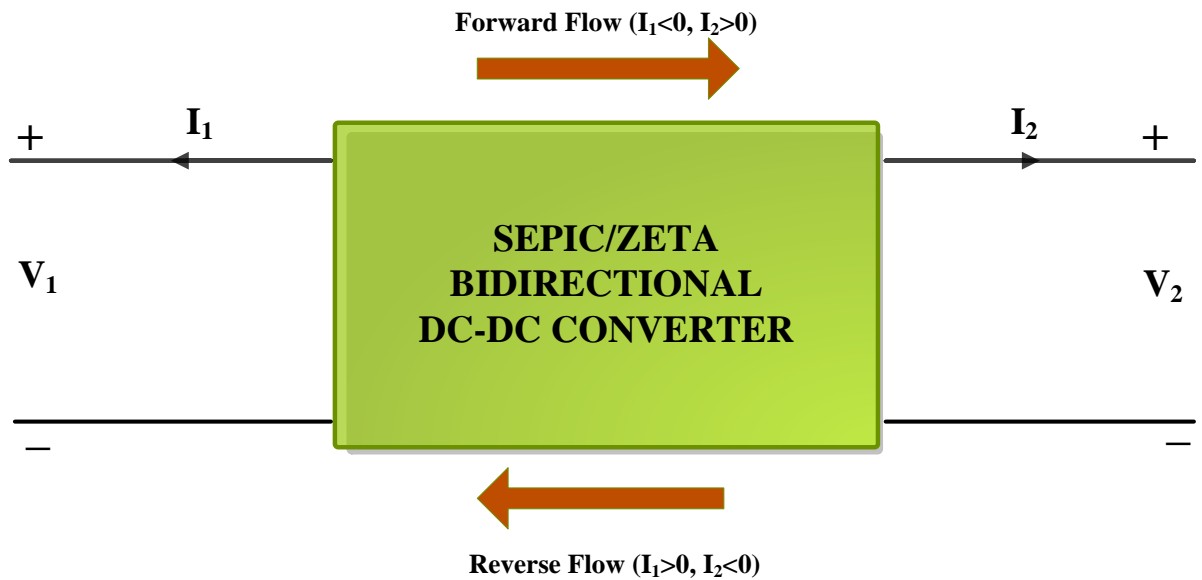 Forward Flow (I₁<0, I₂>0)
+ I₁ I₂ +
SEPIC/ZETA
V₁ BIDIRECTIONAL V₂
DC-DC CONVERTER
− −
Reverse Flow (I₁>0, I₂<0)